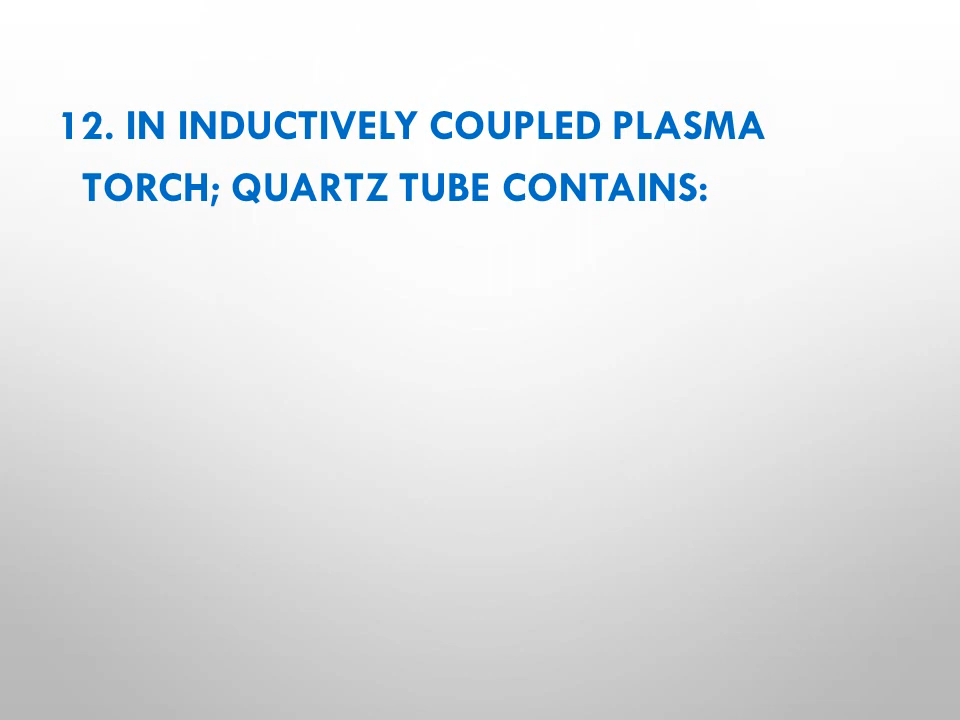 12. IN INDUCTIVELY COUPLED PLASMA
TORCH; QUARTZ TUBE CONTAINS: